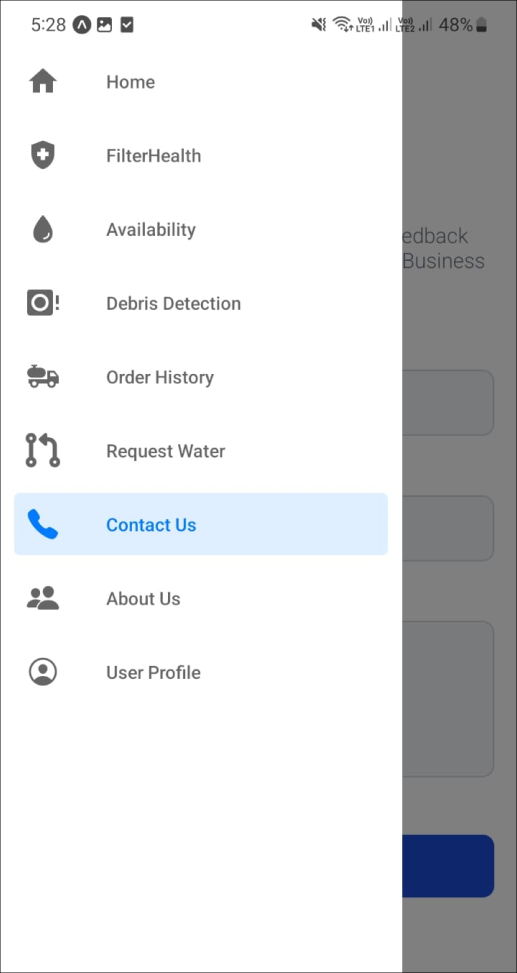 5:28
Vo)) LTE1 Vo)) LTE2 48%
Home
FilterHealth
Availability
edback
Business
Debris Detection
Order History
Request Water
Contact Us
About Us
User Profile